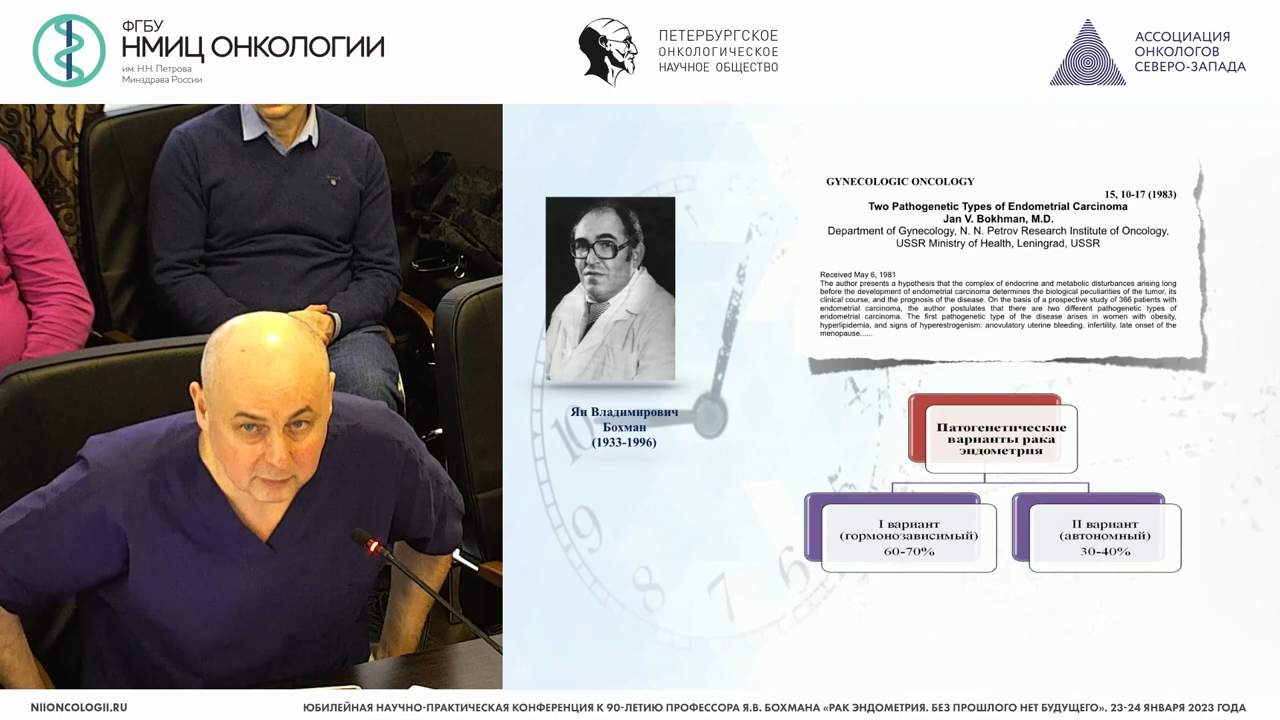 ФГБУ
НМИЦ ОНКОЛОГИИ
им. Н.Н. Петрова
Минздрава России
ПЕТЕРБУРГСКОЕ
ОНКОЛОГИЧЕСКОЕ
НАУЧНОЕ ОБЩЕСТВО
АССОЦИАЦИЯ
ОНКОЛОГОВ
СЕВЕРО-ЗАПАДА
GYNECOLOGIC ONCOLOGY
15, 10-17 (1983)
Two Pathogenetic Types of Endometrial Carcinoma
Jan V. Bokhman, M.D.
Department of Gynecology, N. N. Petrov Research Institute of Oncology,
USSR Ministry of Health, Leningrad, USSR
Received May 6, 1981
The author presents a hypothesis that the complex of endocrine and metabolic disturbances arising long
before the development of endometrial carcinoma determines the biological peculiarities of the tumor, its
clinical course, and the prognosis of the disease. On the basis of a prospective study of 366 patients with
endometrial carcinoma, the author postulates that there are two different pathogenetic types of
endometrial carcinoma. The first pathogenetic type of the disease arises in women with obesity,
hyperlipidemia, and signs of hyperestrogenism: anovulatory uterine bleeding, infertility, late onset of the
menopause......
Ян Владимирович
Бохман
(1933-1996)
10
9
8
7
6
Патогенетические
варианты рака
эндометрия
I вариант
(гормонозависимый)
60-70%
II вариант
(автономный)
30-40%
NIIONCOLOGII.RU
ЮБИЛЕЙНАЯ НАУЧНО-ПРАКТИЧЕСКАЯ КОНФЕРЕНЦИЯ К 90-ЛЕТИЮ ПРОФЕССОРА Я.В. БОХМАНА «РАК ЭНДОМЕТРИЯ. БЕЗ ПРОШЛОГО НЕТ БУДУЩЕГО». 23-24 ЯНВАРЯ 2023 ГОДА